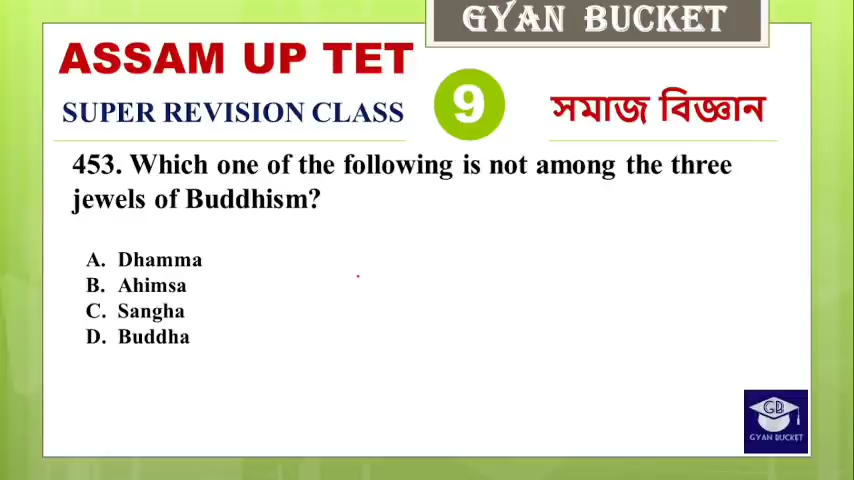 GYAN BUCKET
ASSAM UP TET
SUPER REVISION CLASS
9
সমাজ বিজ্ঞান
453. Which one of the following is not among the three
jewels of Buddhism?
A. Dhamma
B. Ahimsa
C. Sangha
D. Buddha
GB
GYAN BUCKET